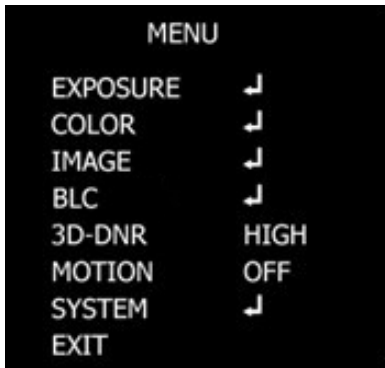 MENU
EXPOSURE ↲
COLOR ↲
IMAGE ↲
BLC ↲
3D-DNR HIGH
MOTION OFF
SYSTEM ↲
EXIT